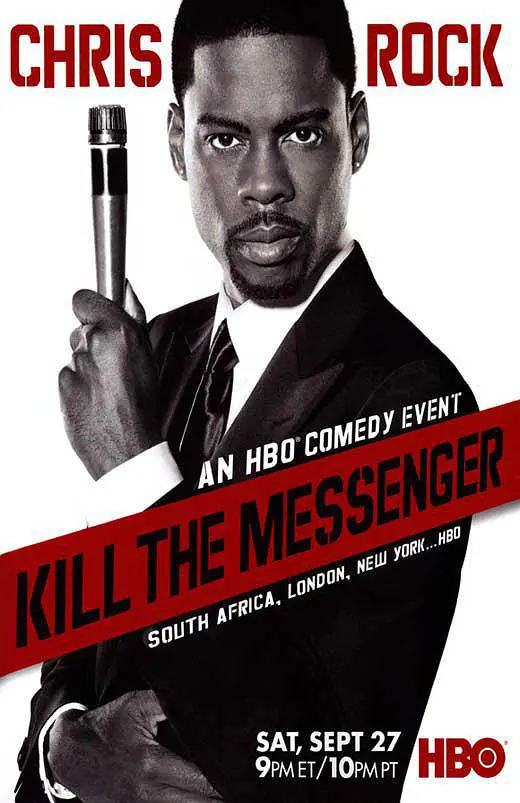 CHRIS ROCK
AN HBO® COMEDY EVENT
KILL THE MESSENGER
SOUTH AFRICA, LONDON, NEW YORK...HBO
SAT, SEPT 27
9PM ET/10PM PT
HBO